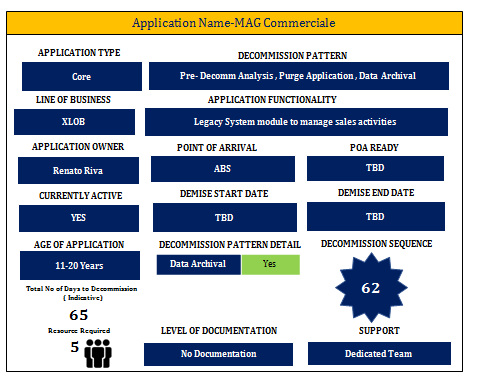 Application Name-MAG Commerciale
APPLICATION TYPE
DECOMMISSION PATTERN
Core
Pre- Decomm Analysis , Purge Application , Data Archival
LINE OF BUSINESS
APPLICATION FUNCTIONALITY
XLOB
Legacy System module to manage sales activities
APPLICATION OWNER
POINT OF ARRIVAL
POA READY
Renato Riva
ABS
TBD
CURRENTLY ACTIVE
DEMISE START DATE
DEMISE END DATE
YES
TBD
TBD
AGE OF APPLICATION
DECOMMISSION PATTERN DETAIL
DECOMMISSION SEQUENCE
11-20 Years
Data Archival
Yes
62
Total No of Days to Decommission
( Indicative)
65
Resource Required
5
LEVEL OF DOCUMENTATION
SUPPORT
No Documentation
Dedicated Team